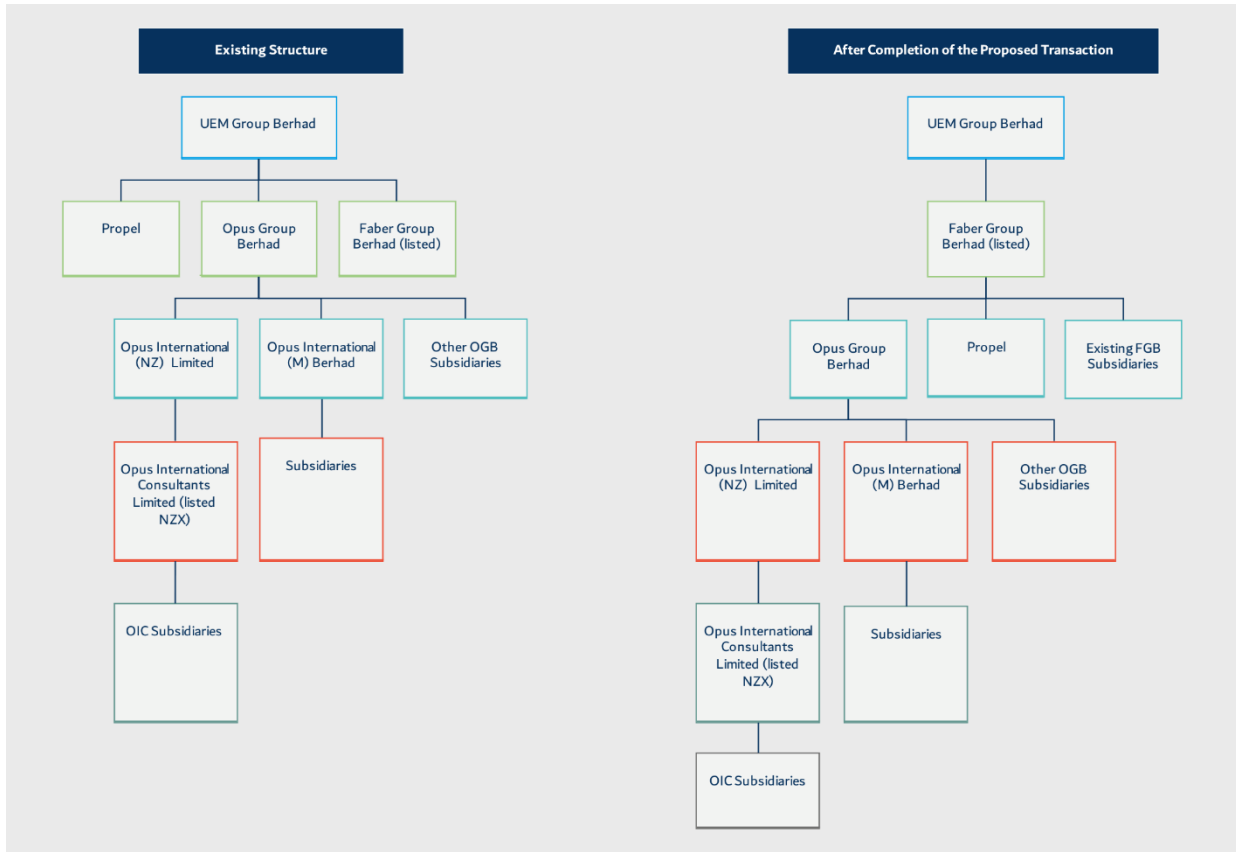 Existing Structure
UEM Group Berhad
Propel
Opus Group
Berhad
Faber Group
Berhad (listed)
Opus International
(NZ) Limited
Opus International
(M) Berhad
Other OGB
Subsidiaries
Opus International
Consultants
Limited (listed
NZX)
Subsidiaries
OIC Subsidiaries
After Completion of the Proposed Transaction
UEM Group Berhad
Faber Group
Berhad (listed)
Opus Group
Berhad
Propel
Existing FGB
Subsidiaries
Opus International
(NZ) Limited
Opus International
(M) Berhad
Other OGB
Subsidiaries
Opus International
Consultants
Limited (listed
NZX)
Subsidiaries
OIC Subsidiaries